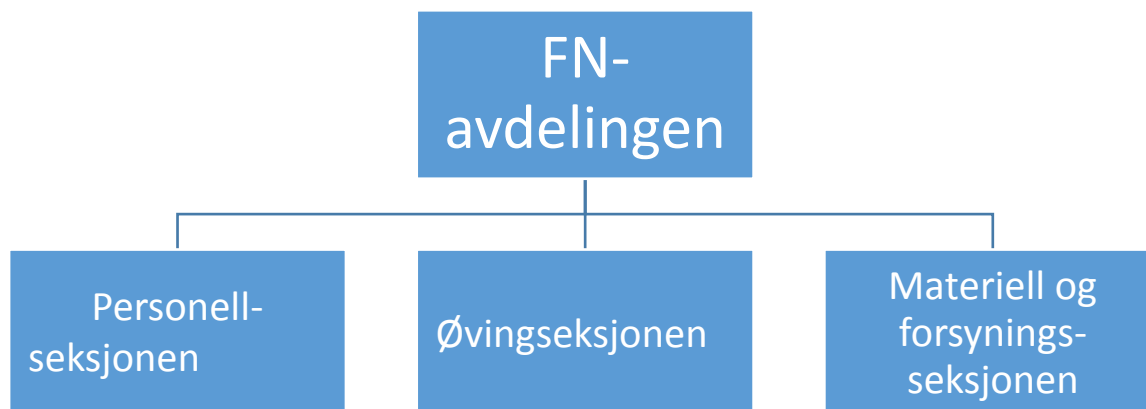 FN-
avdelingen
Personell-
seksjonen
Øvingseksjonen
Materiell og
forsynings-
seksjonen